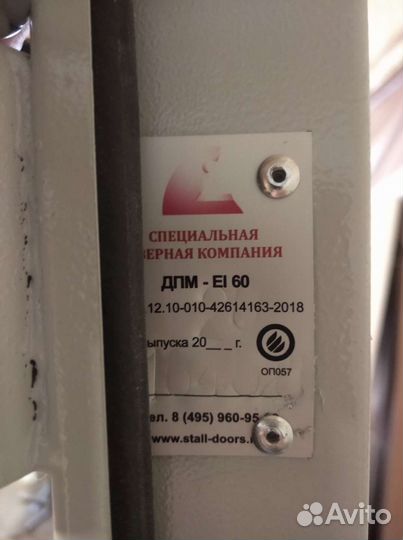 СПЕЦИАЛЬНАЯ
ВЕРНАЯ КОМПАНИЯ
ДПМ - EI 60
12.10-010-42614163-2018
ыпуска 20__ _ г.
ОП057
ел. 8 (495) 960-95-
www.stall-doors.
Avito